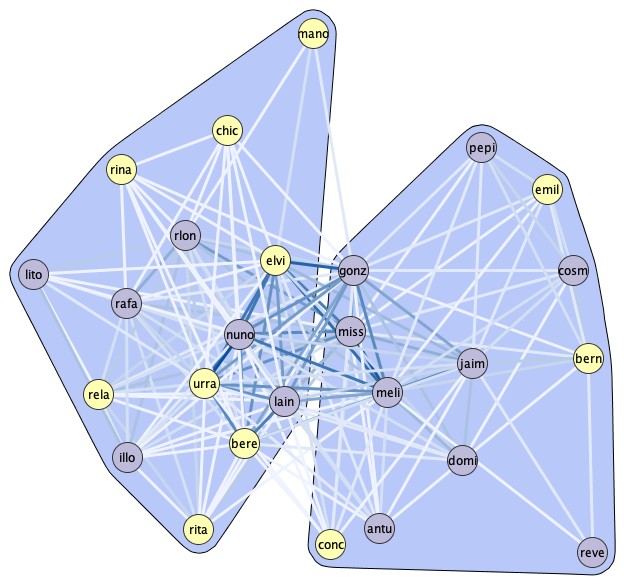 mano
chic
pepi
rina
emil
rlon
elvi
gonz
cosm
lito
rafa
nuno
miss
bern
jaim
urra
meli
rela
lain
bere
illo
domi
rita
antu
conc
reve